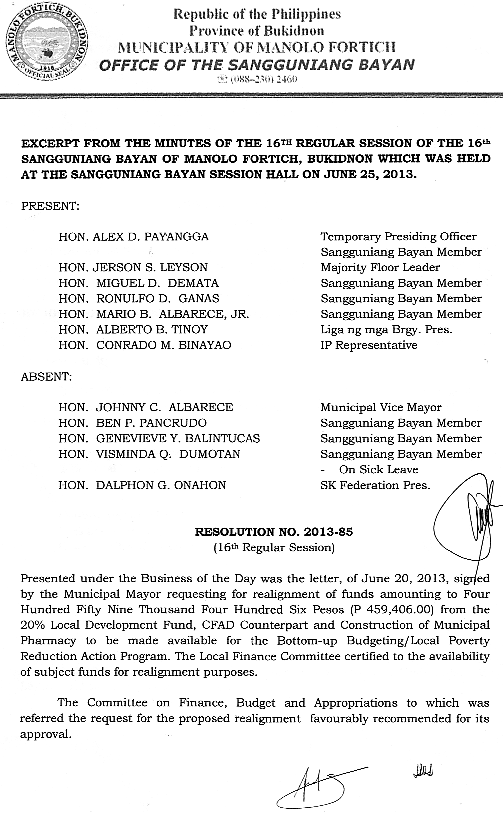 MANOLO FORTICH, BUKIDNON
1916
OFFICIAL SEAL
Republic of the Philippines
Province of Bukidnon
MUNICIPALITY OF MANOLO FORTICH
OFFICE OF THE SANGGUNIANG BAYAN
☏ (088–230) 2460
EXCERPT FROM THE MINUTES OF THE 16TH REGULAR SESSION OF THE 16th
SANGGUNIANG BAYAN OF MANOLO FORTICH, BUKIDNON WHICH WAS HELD
AT THE SANGGUNIANG BAYAN SESSION HALL ON JUNE 25, 2013.
PRESENT:
HON. ALEX D. PAYANGGA Temporary Presiding Officer
Sangguniang Bayan Member
HON. JERSON S. LEYSON Majority Floor Leader
HON. MIGUEL D. DEMATA Sangguniang Bayan Member
HON. RONULFO D. GANAS Sangguniang Bayan Member
HON. MARIO B. ALBARECE, JR. Sangguniang Bayan Member
HON. ALBERTO B. TINOY Liga ng mga Brgy. Pres.
HON. CONRADO M. BINAYAO IP Representative
ABSENT:
HON. JOHNNY C. ALBARECE Municipal Vice Mayor
HON. BEN P. PANCRUDO Sangguniang Bayan Member
HON. GENEVIEVE Y. BALINTUCAS Sangguniang Bayan Member
HON. VISMINDA Q. DUMOTAN Sangguniang Bayan Member
- On Sick Leave
HON. DALPHON G. ONAHON SK Federation Pres.
RESOLUTION NO. 2013-85
(16th Regular Session)
Presented under the Business of the Day was the letter, of June 20, 2013, signed
by the Municipal Mayor requesting for realignment of funds amounting to Four
Hundred Fifty Nine Thousand Four Hundred Six Pesos (P 459,406.00) from the
20% Local Development Fund, CFAD Counterpart and Construction of Municipal
Pharmacy to be made available for the Bottom-up Budgeting/Local Poverty
Reduction Action Program. The Local Finance Committee certified to the availability
of subject funds for realignment purposes.
The Committee on Finance, Budget and Appropriations to which was
referred the request for the proposed realignment favourably recommended for its
approval.